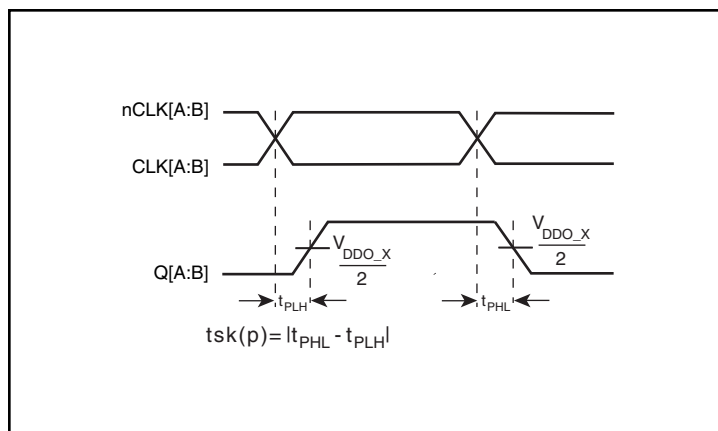 nCLK[A:B]
CLK[A:B]
V_DDO_X
2
V_DDO_X
2
Q[A:B]
t_PLH
t_PHL
tsk(p)= |t_PHL - t_PLH|